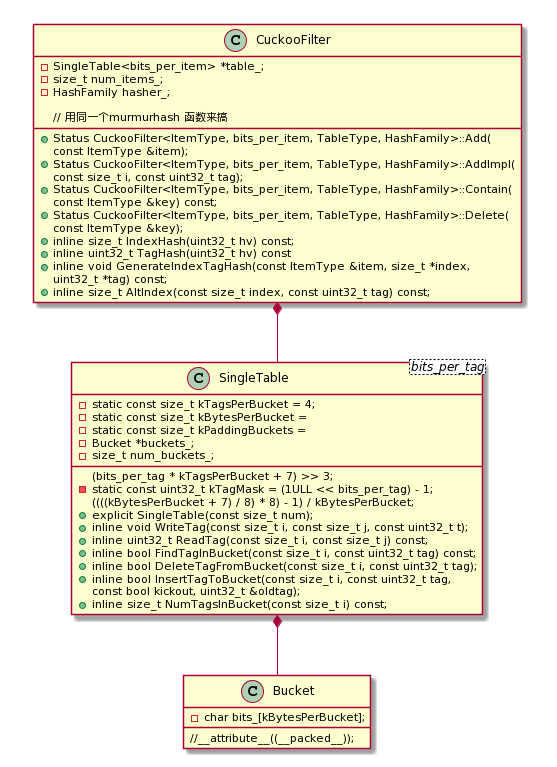 C CuckooFilter
SingleTable<bits_per_item> *table_;
size_t num_items_;
HashFamily hasher_;
// 用同一个murmurhash 函数来搞
Status CuckooFilter<ItemType, bits_per_item, TableType, HashFamily>::Add(
const ItemType &item);
Status CuckooFilter<ItemType, bits_per_item, TableType, HashFamily>::AddImpl(
const size_t i, const uint32_t tag);
Status CuckooFilter<ItemType, bits_per_item, TableType, HashFamily>::Contain(
const ItemType &key) const;
Status CuckooFilter<ItemType, bits_per_item, TableType, HashFamily>::Delete(
const ItemType &key);
inline size_t IndexHash(uint32_t hv) const;
inline uint32_t TagHash(uint32_t hv) const
inline void GenerateIndexTagHash(const ItemType &item, size_t *index,
uint32_t *tag) const;
inline size_t AltIndex(const size_t index, const uint32_t tag) const;
bits_per_tag
C SingleTable
static const size_t kTagsPerBucket = 4;
static const size_t kBytesPerBucket =
static const size_t kPaddingBuckets =
Bucket *buckets_;
size_t num_buckets_;
(bits_per_tag * kTagsPerBucket + 7) >> 3;
static const uint32_t kTagMask = (1ULL << bits_per_tag) - 1;
((((kBytesPerBucket + 7) / 8) * 8) - 1) / kBytesPerBucket;
explicit SingleTable(const size_t num);
inline void WriteTag(const size_t i, const size_t j, const uint32_t t);
inline uint32_t ReadTag(const size_t i, const size_t j) const;
inline bool FindTagInBucket(const size_t i, const uint32_t tag) const;
inline bool DeleteTagFromBucket(const size_t i, const uint32_t tag);
inline bool InsertTagToBucket(const size_t i, const uint32_t tag,
const bool kickout, uint32_t &oldtag);
inline size_t NumTagsInBucket(const size_t i) const;
C Bucket
char bits_[kBytesPerBucket];
//__attribute__((__packed__));